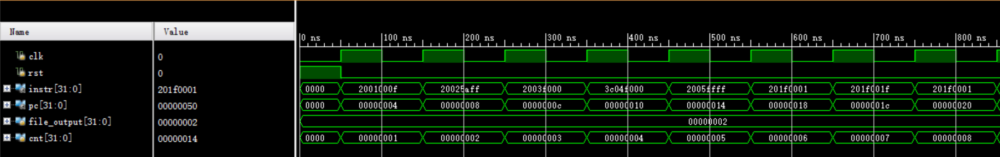 Name Value
0 ns 100 ns 200 ns 300 ns 400 ns 500 ns 600 ns 700 ns 800 ns
clk 0
rst 0
instr[31:0] 201f0001 0000 2001000f 20025aff 2003f000 3c04f000 2005ffff 201f0001 201f001f 201f0001
pc[31:0] 00000050 0000 00000004 00000008 0000000c 00000010 00000014 00000018 0000001c 00000020
file_output[31:0] 00000002 00000002
cnt[31:0] 00000014 0000 00000001 00000002 00000003 00000004 00000005 00000006 00000007 00000008